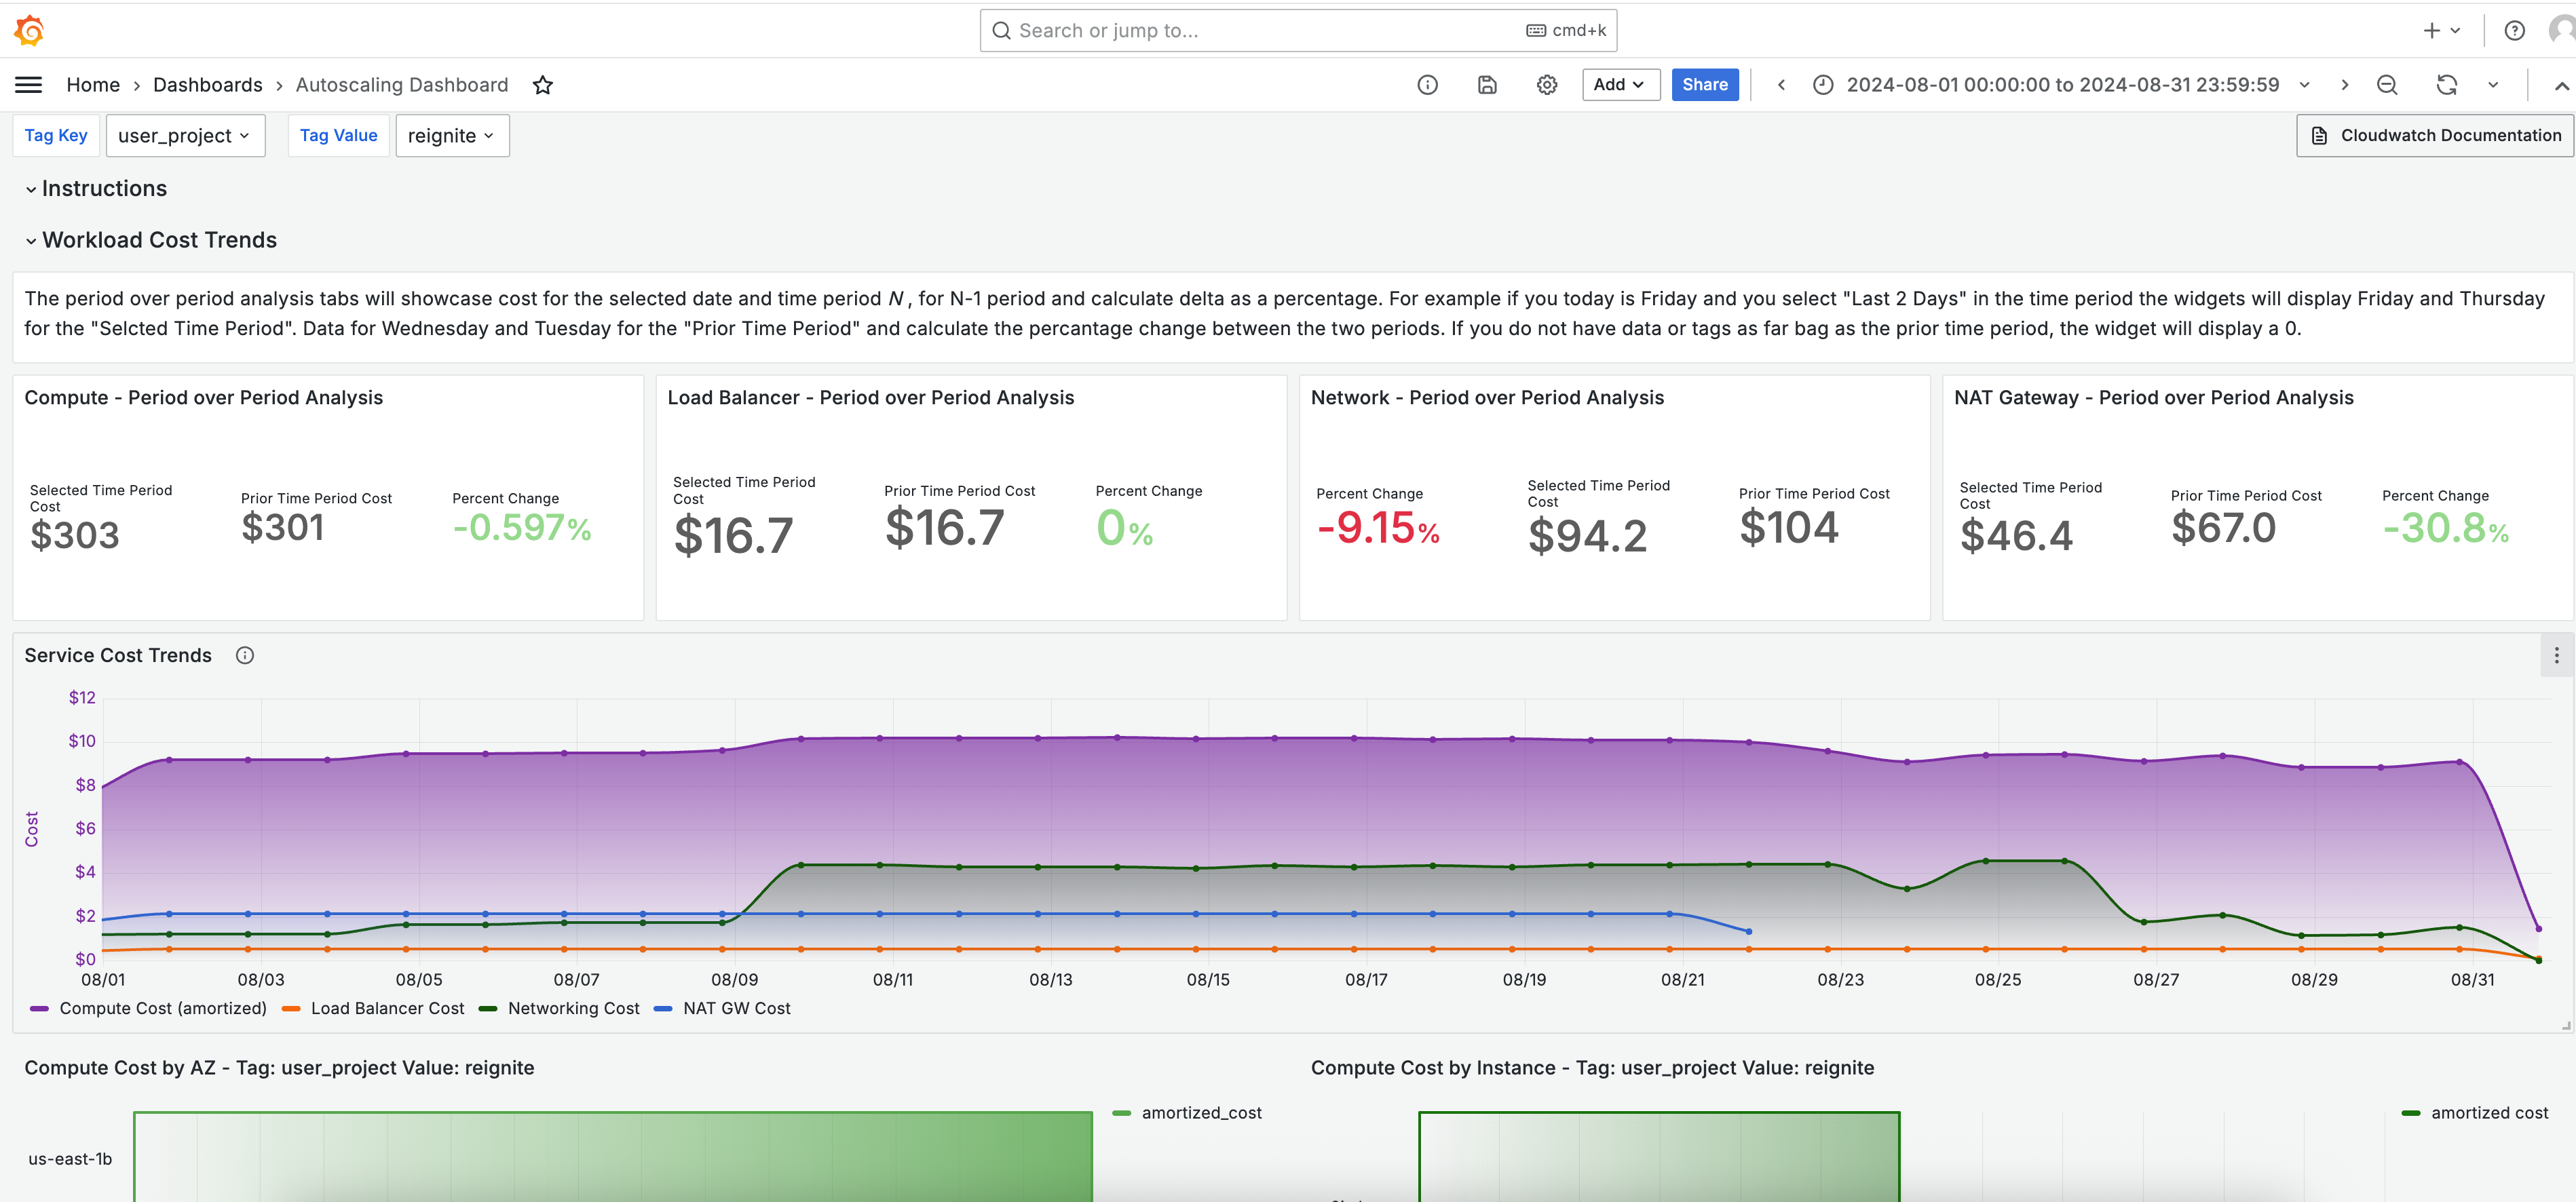 Search or jump to...
cmd+k
Home
Dashboards
Autoscaling Dashboard
Add
Share
2024-08-01 00:00:00 to 2024-08-31 23:59:59
Tag Key
user_project
Tag Value
reignite
Cloudwatch Documentation
Instructions
Workload Cost Trends
The period over period analysis tabs will showcase cost for the selected date and time period N , for N-1 period and calculate delta as a percentage. For example if you today is Friday and you select "Last 2 Days" in the time period the widgets will display Friday and Thursday
for the "Selcted Time Period". Data for Wednesday and Tuesday for the "Prior Time Period" and calculate the percantage change between the two periods. If you do not have data or tags as far bag as the prior time period, the widget will display a 0.
Compute - Period over Period Analysis
Selected Time Period
Cost
$303
Prior Time Period Cost
$301
Percent Change
-0.597%
Load Balancer - Period over Period Analysis
Selected Time Period
Cost
$16.7
Prior Time Period Cost
$16.7
Percent Change
0%
Network - Period over Period Analysis
Percent Change
-9.15%
Selected Time Period
Cost
$94.2
Prior Time Period Cost
$104
NAT Gateway - Period over Period Analysis
Selected Time Period
Cost
$46.4
Prior Time Period Cost
$67.0
Percent Change
-30.8%
Service Cost Trends
$12
$10
$8
$6
$4
$2
$0
Cost
08/01
08/03
08/05
08/07
08/09
08/11
08/13
08/15
08/17
08/19
08/21
08/23
08/25
08/27
08/29
08/31
Compute Cost (amortized)
Load Balancer Cost
Networking Cost
NAT GW Cost
Compute Cost by AZ - Tag: user_project Value: reignite
us-east-1b
amortized_cost
Compute Cost by Instance - Tag: user_project Value: reignite
amortized cost